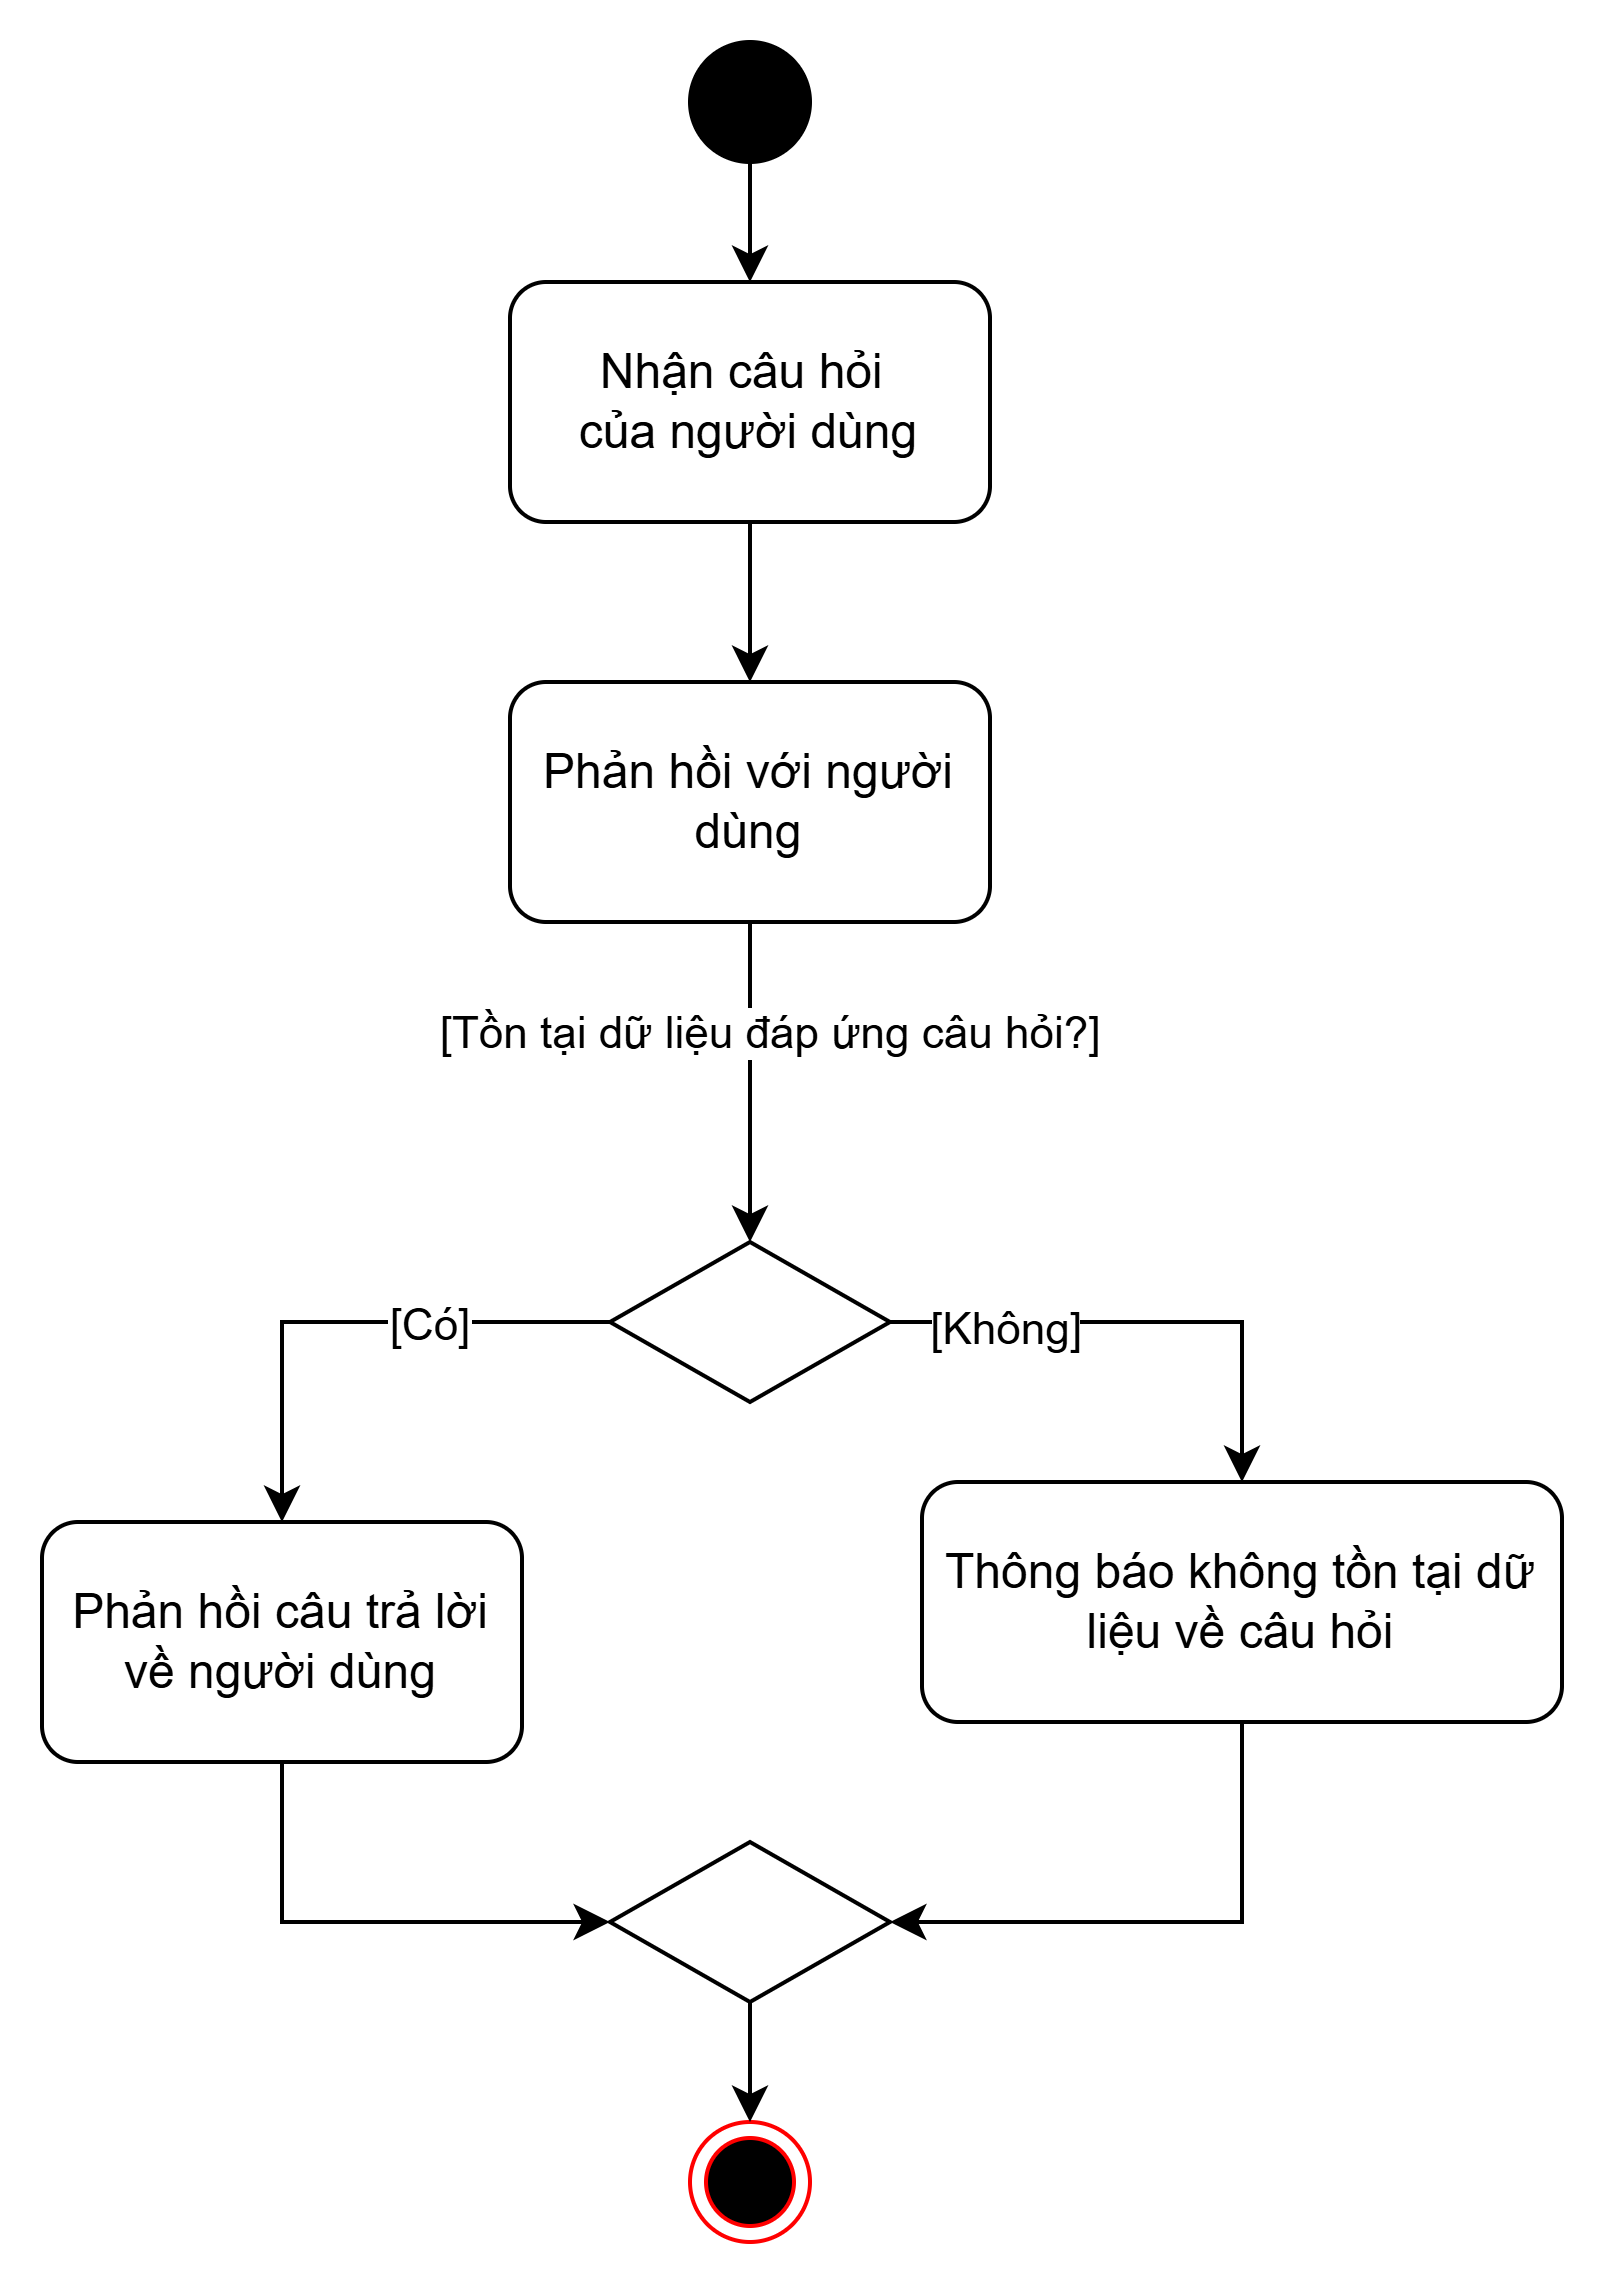 Nhận câu hỏi
của người dùng
Phản hồi với người
dùng
[Tồn tại dữ liệu đáp ứng câu hỏi?]
[Có]
[Không]
Phản hồi câu trả lời
về người dùng
Thông báo không tồn tại dữ
liệu về câu hỏi